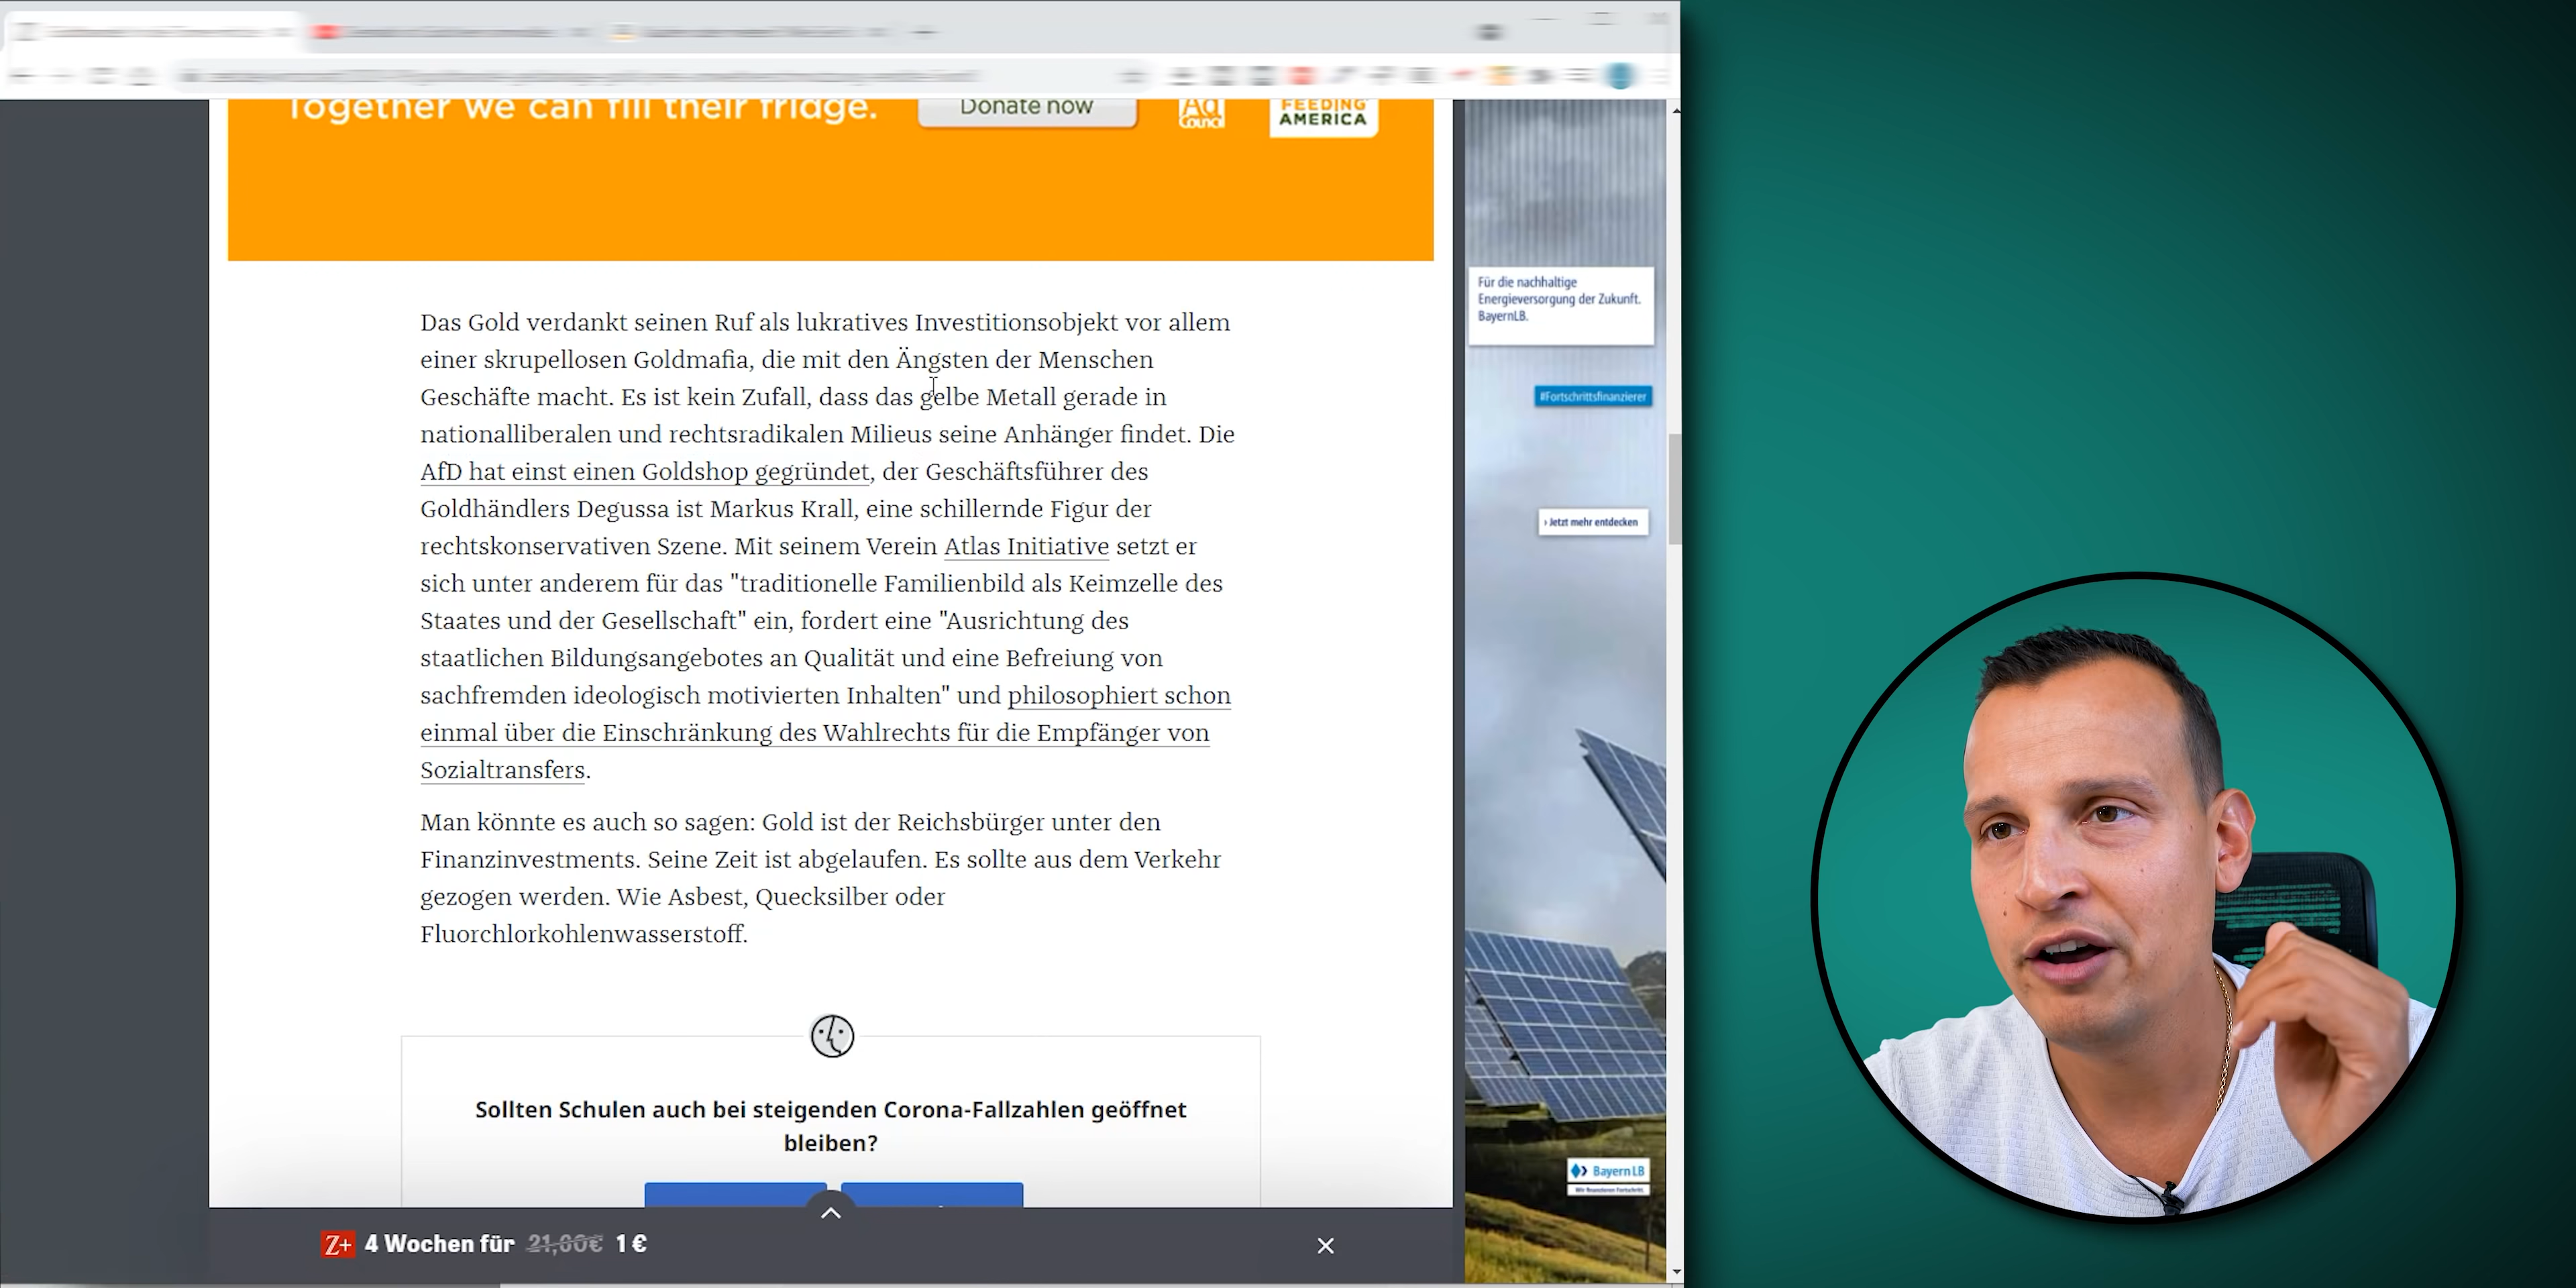 Together we can fill their fridge.
Donate now
Ad Council
FEEDING AMERICA
Das Gold verdankt seinen Ruf als lukratives Investitionsobjekt vor allem
einer skrupellosen Goldmafia, die mit den Ängsten der Menschen
Geschäfte macht. Es ist kein Zufall, dass das gelbe Metall gerade in
nationalliberalen und rechtsradikalen Milieus seine Anhänger findet. Die
AfD hat einst einen Goldshop gegründet, der Geschäftsführer des
Goldhändlers Degussa ist Markus Krall, eine schillernde Figur der
rechtskonservativen Szene. Mit seinem Verein Atlas Initiative setzt er
sich unter anderem für das "traditionelle Familienbild als Keimzelle des
Staates und der Gesellschaft" ein, fordert eine "Ausrichtung des
staatlichen Bildungsangebotes an Qualität und eine Befreiung von
sachfremden ideologisch motivierten Inhalten" und philosophiert schon
einmal über die Einschränkung des Wahlrechts für die Empfänger von
Sozialtransfers.
Man könnte es auch so sagen: Gold ist der Reichsbürger unter den
Finanzinvestments. Seine Zeit ist abgelaufen. Es sollte aus dem Verkehr
gezogen werden. Wie Asbest, Quecksilber oder
Fluorchlorkohlenwasserstoff.
Sollten Schulen auch bei steigenden Corona-Fallzahlen geöffnet
bleiben?
Z+ 4 Wochen für 21,60€ 1 €
Für die nachhaltige
Energieversorgung der Zukunft.
BayernLB.
#Fortschrittsfinanzierer
› Jetzt mehr entdecken
BayernLB
Wir finanzieren Fortschritt.